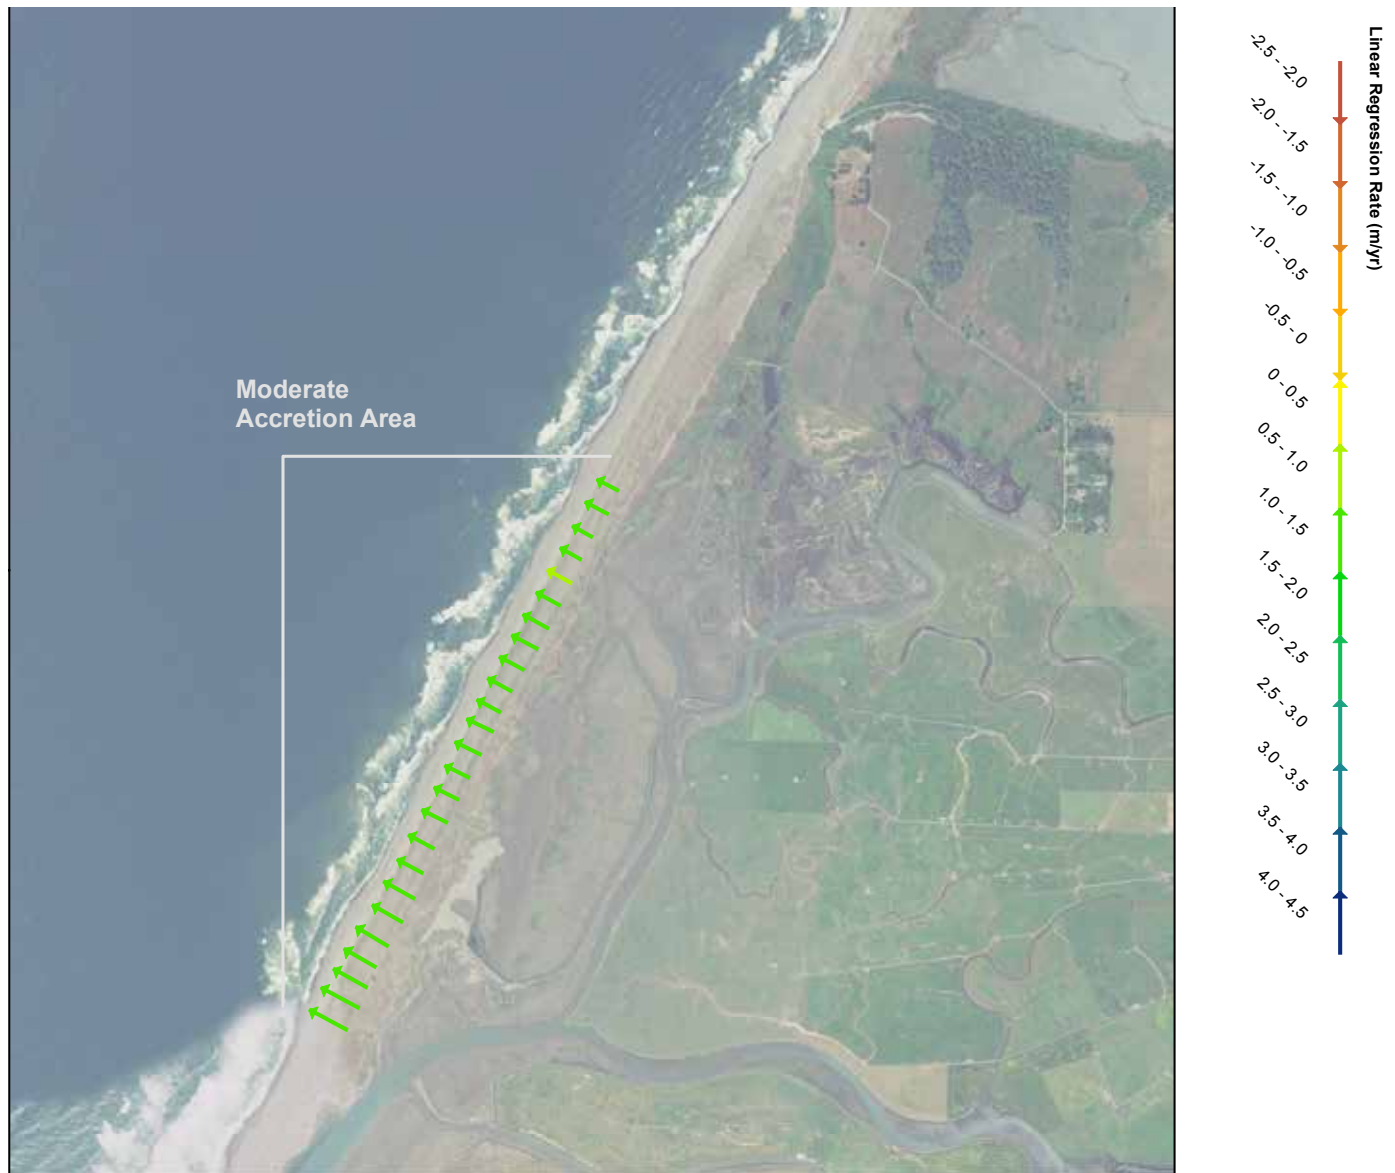 Moderate
Accretion Area
Linear Regression Rate (m/yr)
-2.5 - -2.0
-2.0 - -1.5
-1.5 - -1.0
-1.0 - -0.5
-0.5 - 0
0 - 0.5
0.5 - 1.0
1.0 - 1.5
1.5 - 2.0
2.0 - 2.5
2.5 - 3.0
3.0 - 3.5
3.5 - 4.0
4.0 - 4.5